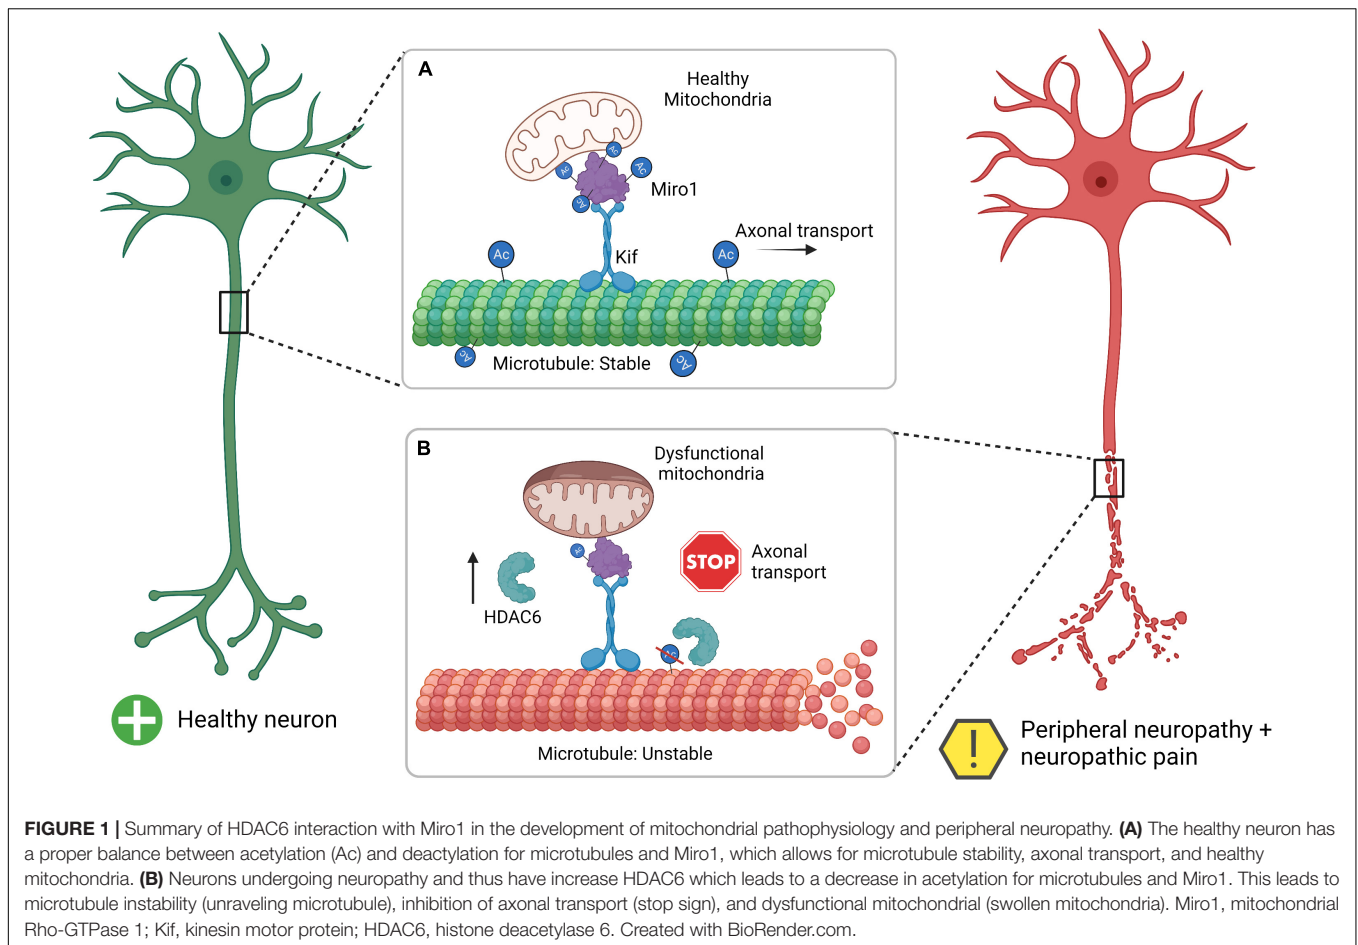 A
Healthy
Mitochondria
Ac
Ac
Ac
Ac
Miro1
Axonal transport
Kif
Ac
Ac
Ac
Ac
Microtubule: Stable
B
Dysfunctional
mitochondria
Ac
STOP
Axonal
transport
HDAC6
Ac
Microtubule: Unstable
Healthy neuron
!
Peripheral neuropathy +
neuropathic pain
FIGURE 1 | Summary of HDAC6 interaction with Miro1 in the development of mitochondrial pathophysiology and peripheral neuropathy. (A) The healthy neuron has
a proper balance between acetylation (Ac) and deactylation for microtubules and Miro1, which allows for microtubule stability, axonal transport, and healthy
mitochondria. (B) Neurons undergoing neuropathy and thus have increase HDAC6 which leads to a decrease in acetylation for microtubules and Miro1. This leads to
microtubule instability (unraveling microtubule), inhibition of axonal transport (stop sign), and dysfunctional mitochondrial (swollen mitochondria). Miro1, mitochondrial
Rho-GTPase 1; Kif, kinesin motor protein; HDAC6, histone deacetylase 6. Created with BioRender.com.